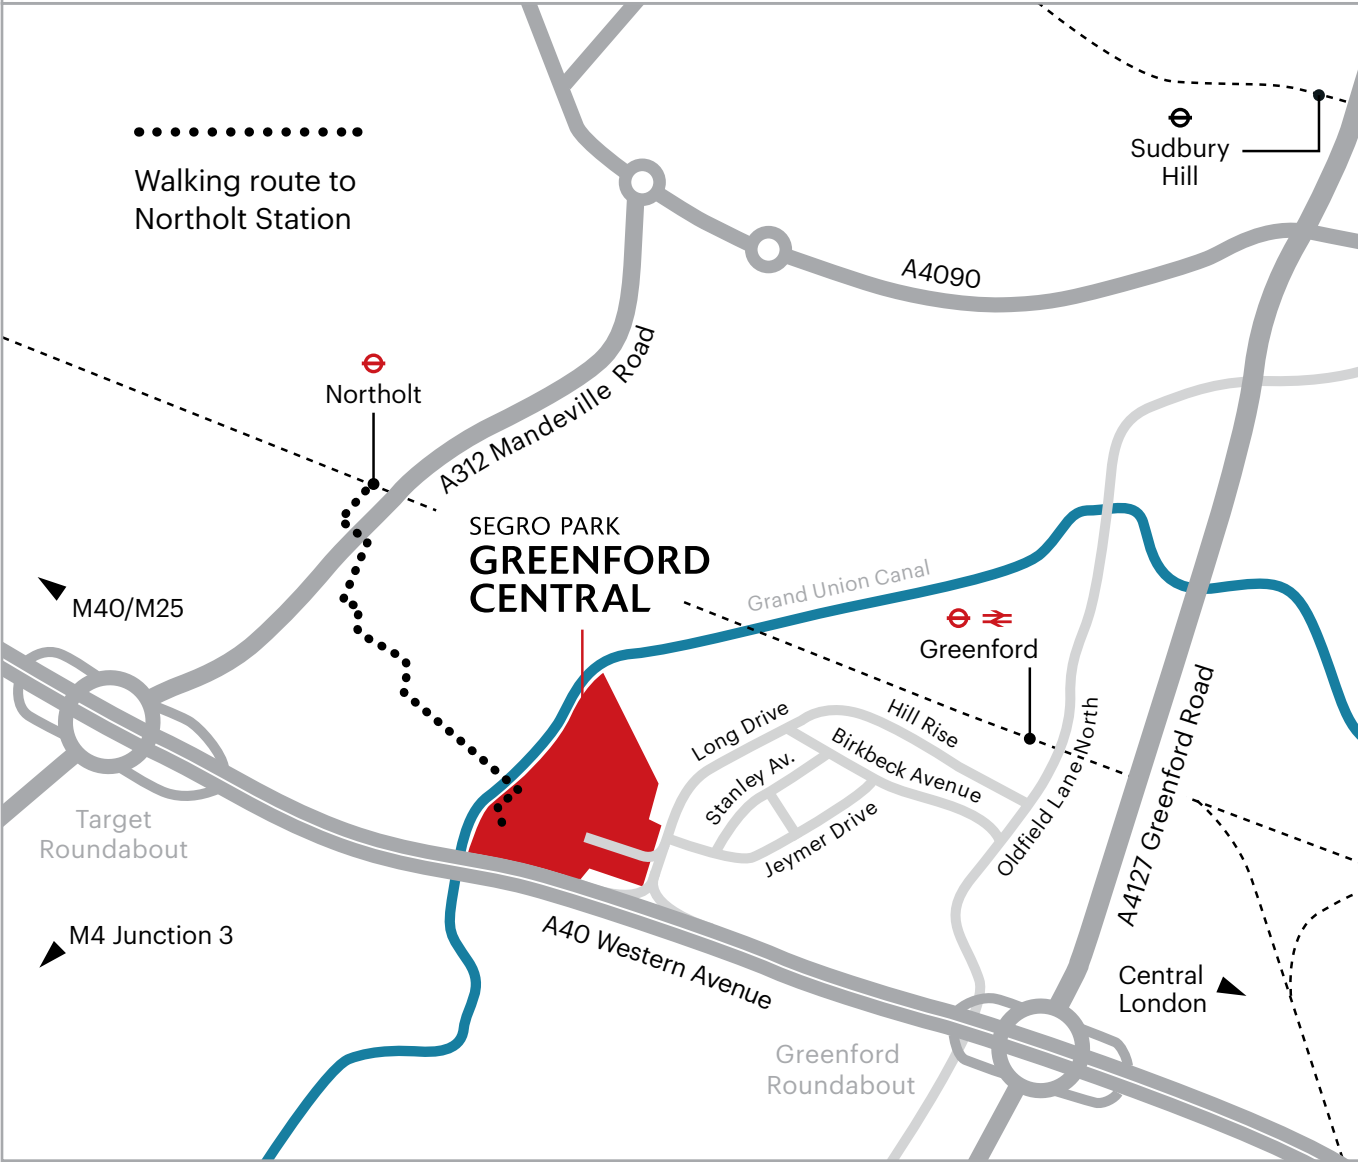 Walking route to
Northolt Station
Sudbury
Hill
A4090
Northolt
A312 Mandeville Road
SEGRO PARK
GREENFORD
CENTRAL
Grand Union Canal
M40/M25
Greenford
Long Drive
Hill Rise
Stanley Av.
Birkbeck Avenue
Jeymer Drive
Oldfield Lane North
A4127 Greenford Road
Target
Roundabout
M4 Junction 3
A40 Western Avenue
Central
London
Greenford
Roundabout